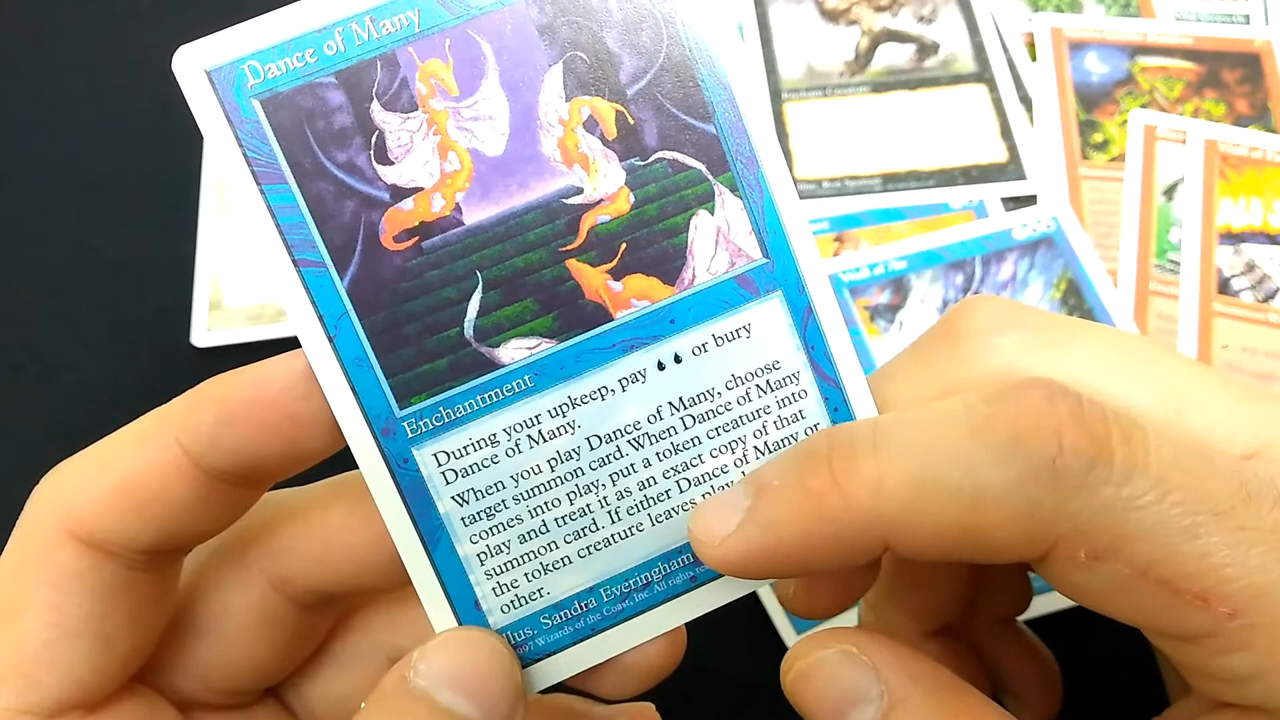 Dance of Many
Enchantment
During your upkeep, pay or bury
Dance of Many.
When you play Dance of Many, choose
target summon card. When Dance of Many
comes into play, put a token creature into
play and treat it as an exact copy of that
summon card. If either Dance of Many or
the token creature leaves play,
other.
Illus. Sandra Everingham
1997 Wizards of the Coast, Inc. All rights
Wall of Air